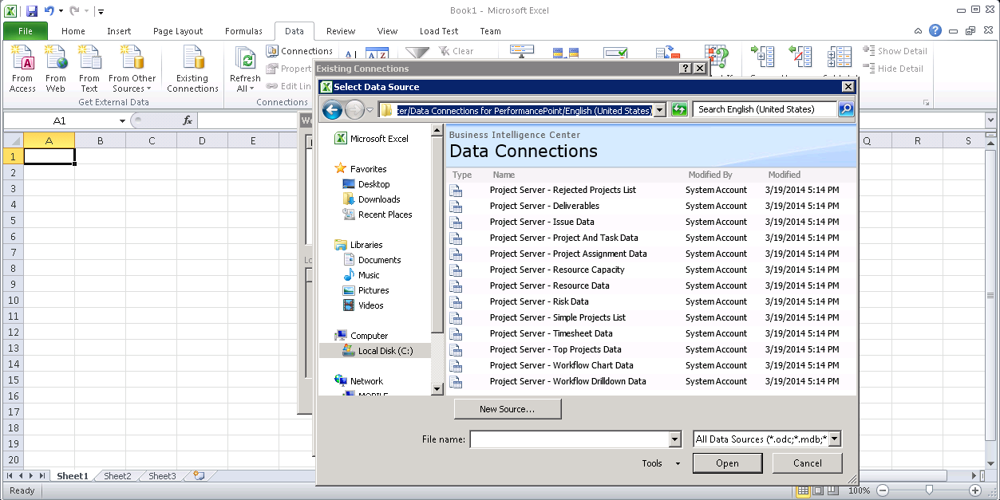 Book1 - Microsoft Excel
File Home Insert Page Layout Formulas Data Review View Load Test Team
Connections Clear Show Detail
Hide Detail
From Access From Web From Text From Other Sources Existing Connections Refresh All
Get External Data Connections
Existing Connections
Select Data Source
/Data Connections for PerformancePoint/English (United States) Search English (United States)
A1 fx
A B C D E Q R S
1
2
3
4
5
6
7
8
9
10
11
12
13
14
15
16
17
18
19
20
Microsoft Excel
Favorites
Desktop
Downloads
Recent Places
Libraries
Documents
Music
Pictures
Videos
Computer
Local Disk (C:)
Network
Business Intelligence Center
Data Connections
Type Name Modified By Modified
Project Server - Rejected Projects List System Account 3/19/2014 5:14 PM
Project Server - Deliverables System Account 3/19/2014 5:14 PM
Project Server - Issue Data System Account 3/19/2014 5:14 PM
Project Server - Project And Task Data System Account 3/19/2014 5:14 PM
Project Server - Project Assignment Data System Account 3/19/2014 5:14 PM
Project Server - Resource Capacity System Account 3/19/2014 5:14 PM
Project Server - Resource Data System Account 3/19/2014 5:14 PM
Project Server - Risk Data System Account 3/19/2014 5:14 PM
Project Server - Simple Projects List System Account 3/19/2014 5:14 PM
Project Server - Timesheet Data System Account 3/19/2014 5:14 PM
Project Server - Top Projects Data System Account 3/19/2014 5:14 PM
Project Server - Workflow Chart Data System Account 3/19/2014 5:14 PM
Project Server - Workflow Drilldown Data System Account 3/19/2014 5:14 PM
New Source...
File name: All Data Sources (*.odc;*.mdb;*
Tools Open Cancel
Sheet1 Sheet2 Sheet3
Ready 100%